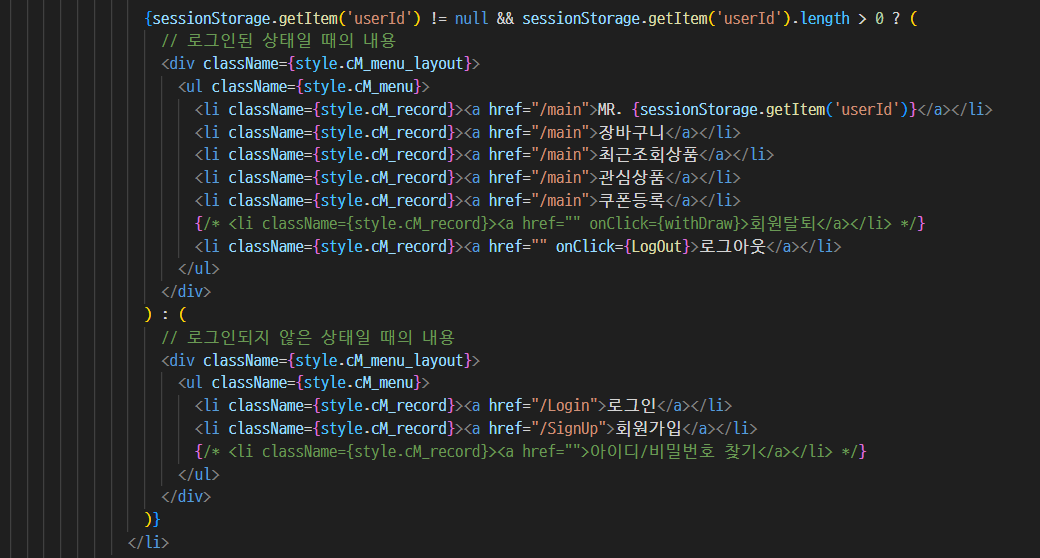 {sessionStorage.getItem('userId') != null && sessionStorage.getItem('userId').length > 0 ? (
// 로그인된 상태일 때의 내용
<div className={style.cM_menu_layout}>
<ul className={style.cM_menu}>
<li className={style.cM_record}><a href="/main">MR. {sessionStorage.getItem('userId')}</a></li>
<li className={style.cM_record}><a href="/main">장바구니</a></li>
<li className={style.cM_record}><a href="/main">최근조회상품</a></li>
<li className={style.cM_record}><a href="/main">관심상품</a></li>
<li className={style.cM_record}><a href="/main">쿠폰등록</a></li>
{/* <li className={style.cM_record}><a href="" onClick={withDraw}>회원탈퇴</a></li> */}
<li className={style.cM_record}><a href="" onClick={LogOut}>로그아웃</a></li>
</ul>
</div>
) : (
// 로그인되지 않은 상태일 때의 내용
<div className={style.cM_menu_layout}>
<ul className={style.cM_menu}>
<li className={style.cM_record}><a href="/Login">로그인</a></li>
<li className={style.cM_record}><a href="/SignUp">회원가입</a></li>
{/* <li className={style.cM_record}><a href="">아이디/비밀번호 찾기</a></li> */}
</ul>
</div>
)}
</li>